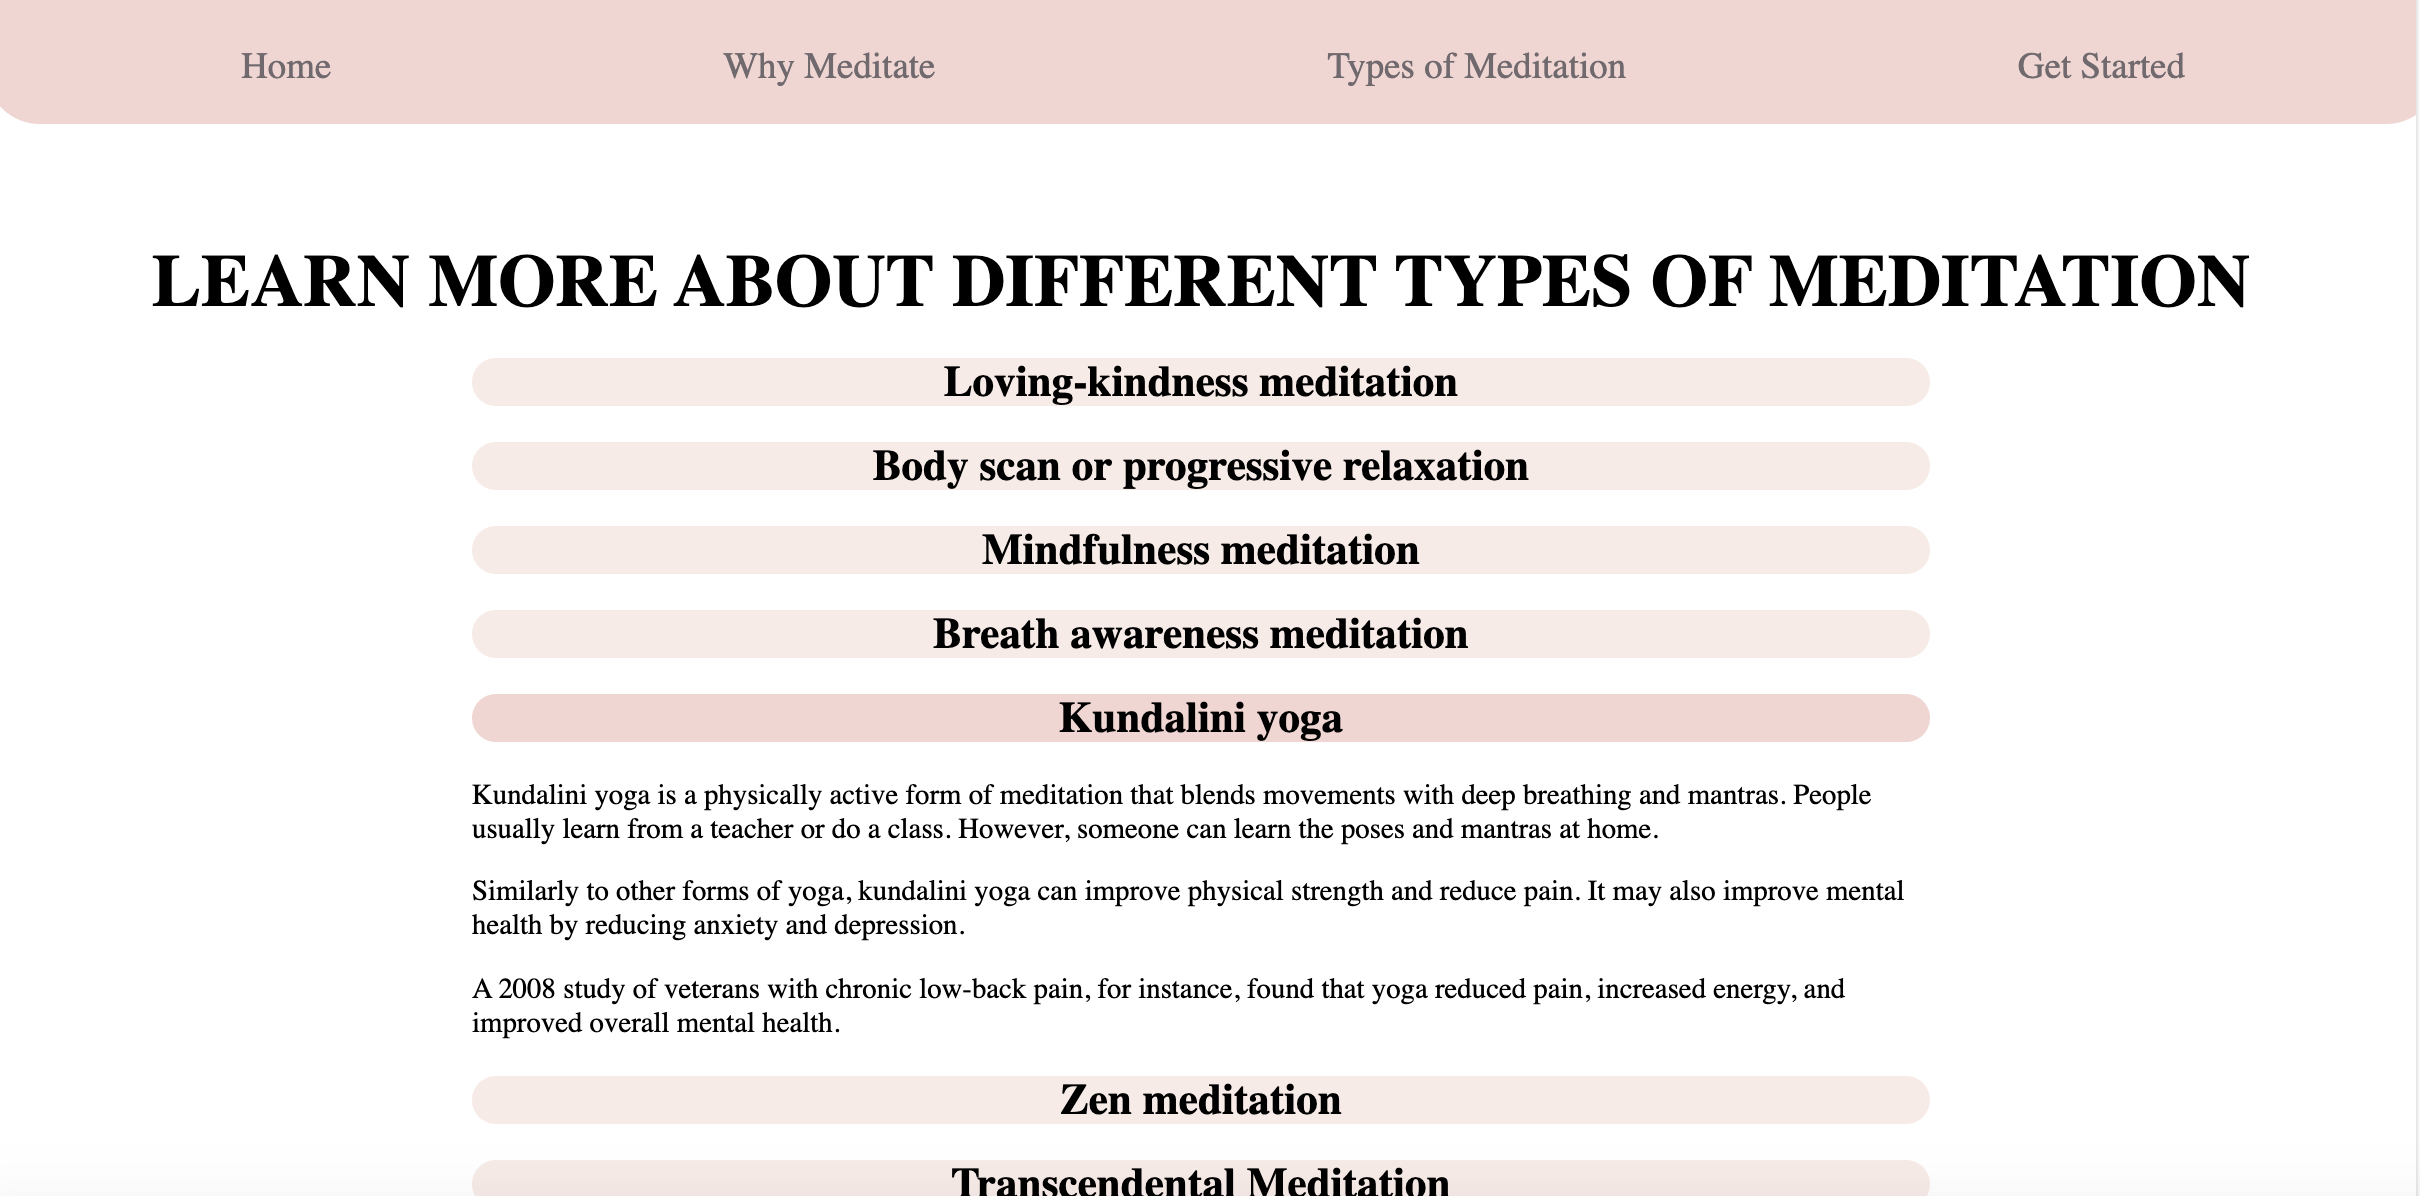 Home Why Meditate Types of Meditation Get Started
LEARN MORE ABOUT DIFFERENT TYPES OF MEDITATION
Loving-kindness meditation
Body scan or progressive relaxation
Mindfulness meditation
Breath awareness meditation
Kundalini yoga
Kundalini yoga is a physically active form of meditation that blends movements with deep breathing and mantras. People
usually learn from a teacher or do a class. However, someone can learn the poses and mantras at home.
Similarly to other forms of yoga, kundalini yoga can improve physical strength and reduce pain. It may also improve mental
health by reducing anxiety and depression.
A 2008 study of veterans with chronic low-back pain, for instance, found that yoga reduced pain, increased energy, and
improved overall mental health.
Zen meditation
Transcendental Meditation